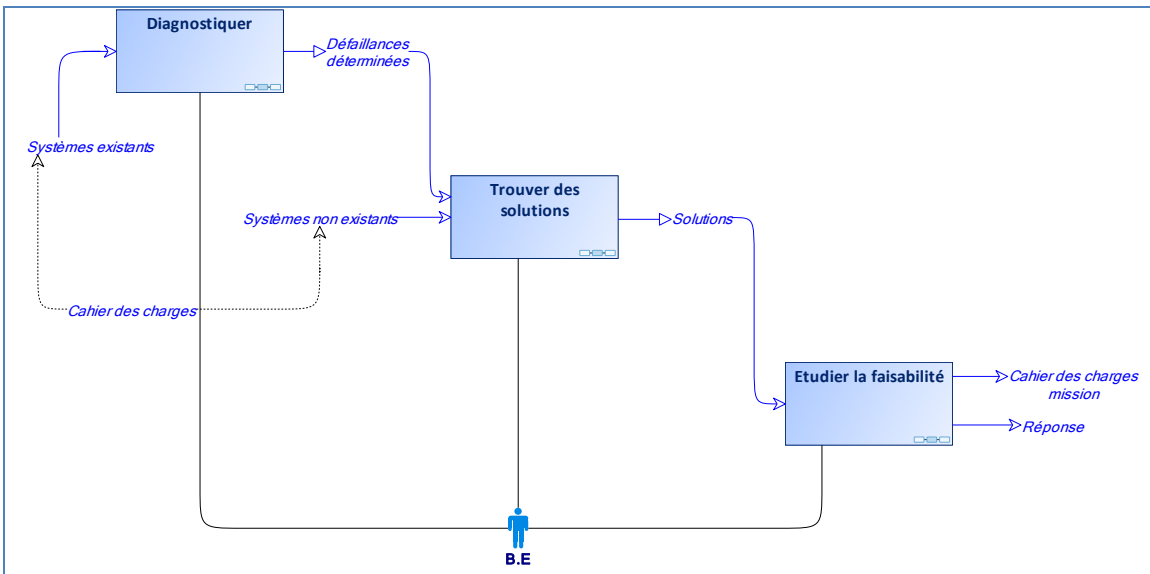 Diagnostiquer
Défaillances
déterminées
Systèmes existants
Trouver des
solutions
Systèmes non existants
Solutions
Cahier des charges
Etudier la faisabilité
Cahier des charges
mission
Réponse
B.E